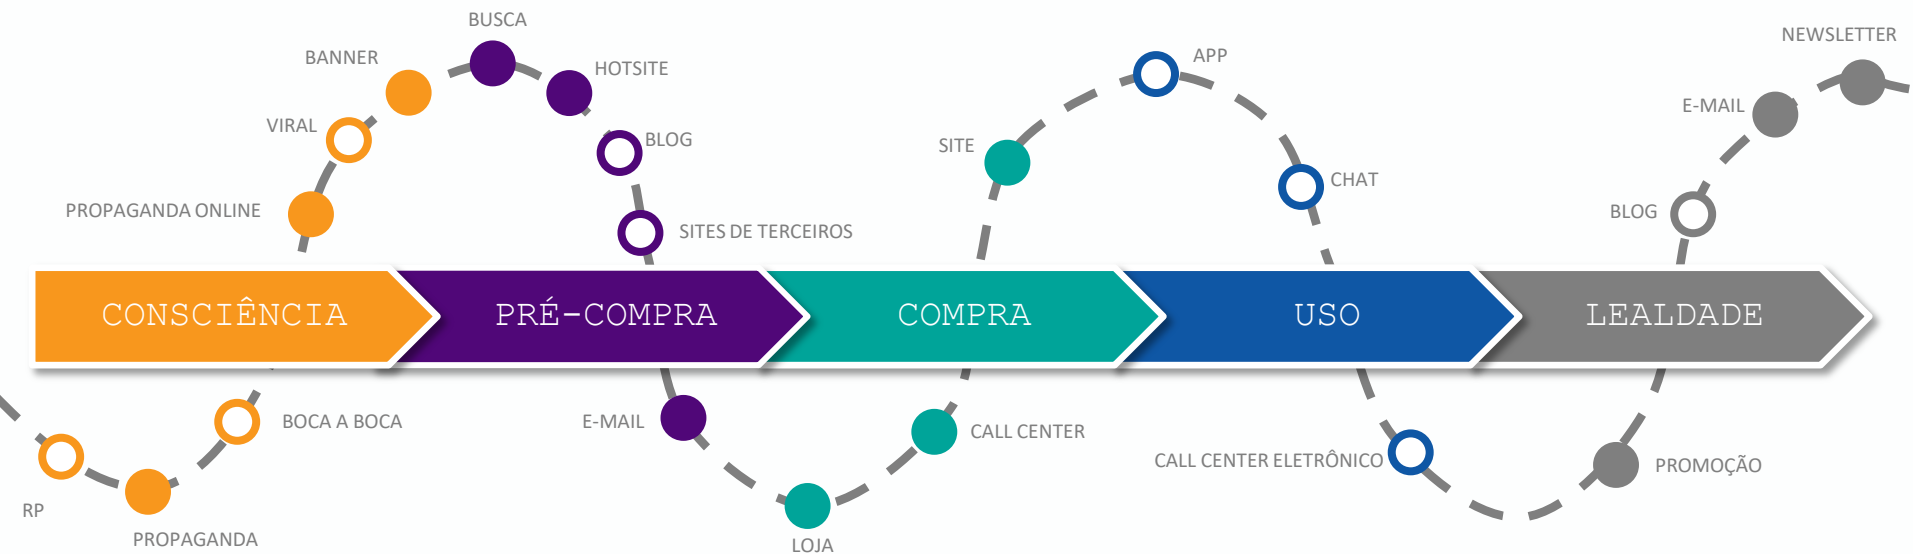 BUSCA
BANNER
HOTSITE
VIRAL
BLOG
PROPAGANDA ONLINE
SITES DE TERCEIROS
APP
SITE
CHAT
NEWSLETTER
E-MAIL
BLOG
CONSCIÊNCIA
PRÉ-COMPRA
COMPRA
USO
LEALDADE
RP
PROPAGANDA
BOCA A BOCA
E-MAIL
LOJA
CALL CENTER
CALL CENTER ELETRÔNICO
PROMOÇÃO